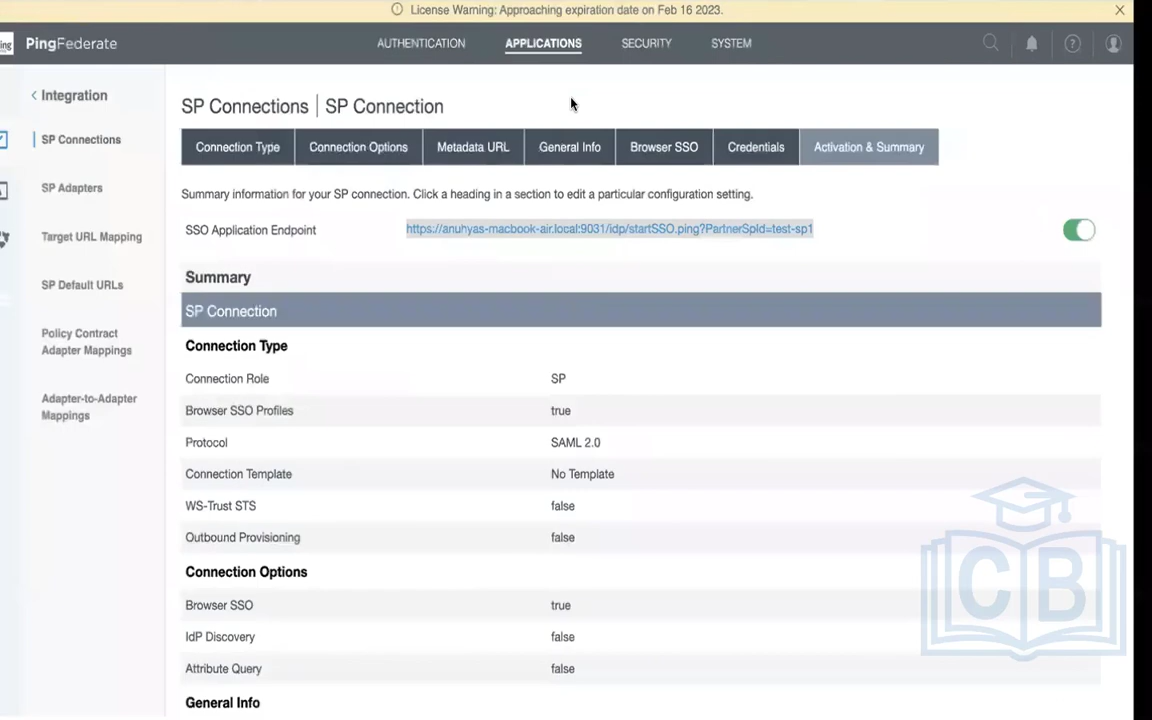 License Warning: Approaching expiration date on Feb 16 2023.
PingFederate
AUTHENTICATION
APPLICATIONS
SECURITY
SYSTEM
Integration
SP Connections
SP Adapters
Target URL Mapping
SP Default URLs
Policy Contract
Adapter Mappings
Adapter-to-Adapter
Mappings
SP Connections | SP Connection
Connection Type
Connection Options
Metadata URL
General Info
Browser SSO
Credentials
Activation & Summary
Summary information for your SP connection. Click a heading in a section to edit a particular configuration setting.
SSO Application Endpoint https://anuhyas-macbook-air.local:9031/idp/startSSO.ping?PartnerSpId=test-sp1
Summary
SP Connection
Connection Type
Connection Role SP
Browser SSO Profiles true
Protocol SAML 2.0
Connection Template No Template
WS-Trust STS false
Outbound Provisioning false
Connection Options
Browser SSO true
IdP Discovery false
Attribute Query false
General Info
CB